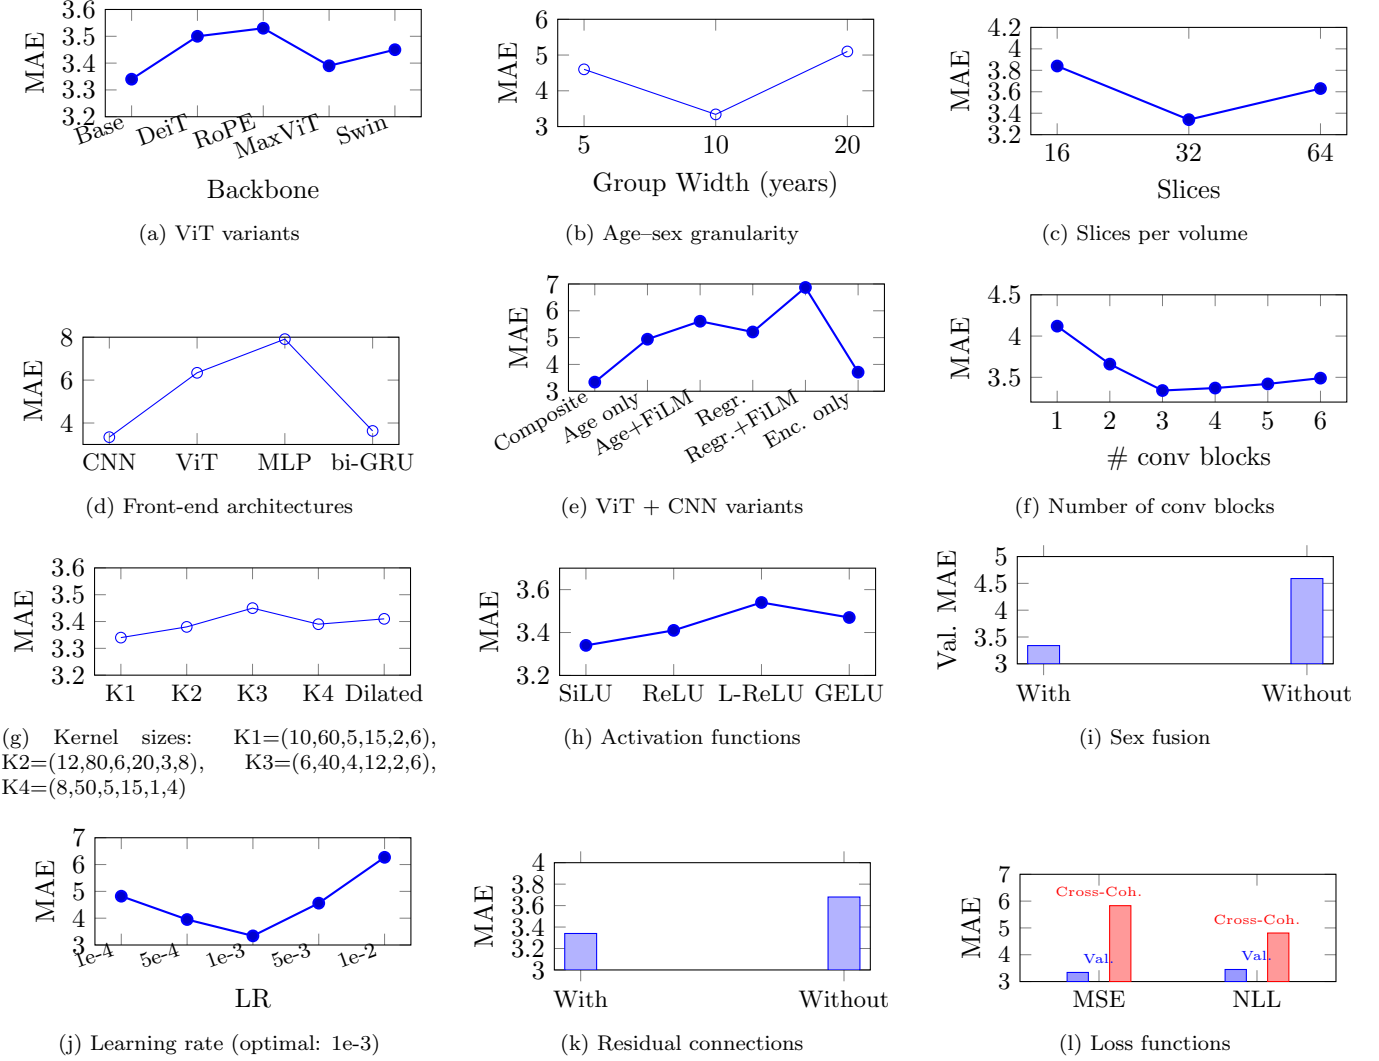 3.6
3.5
3.4
3.3
3.2
MAE
Base
DeiT
RoPE
MaxViT
Swin
Backbone
(a) ViT variants
6
5
4
3
MAE
5 10 20
Group Width (years)
(b) Age–sex granularity
4.2
4
3.8
3.6
3.4
3.2
MAE
16 32 64
Slices
(c) Slices per volume
8
6
4
MAE
CNN ViT MLP bi-GRU
(d) Front-end architectures
7
6
5
4
3
MAE
Composite
Age only
Age+FiLM
Regr.
Regr.+FiLM
Enc. only
(e) ViT + CNN variants
4.5
4
3.5
MAE
1 2 3 4 5 6
# conv blocks
(f) Number of conv blocks
3.6
3.5
3.4
3.3
3.2
MAE
K1 K2 K3 K4 Dilated
(g) Kernel sizes: K1=(10,60,5,15,2,6),
K2=(12,80,6,20,3,8), K3=(6,40,4,12,2,6),
K4=(8,50,5,15,1,4)
3.6
3.4
3.2
MAE
SiLU ReLU L-ReLU GELU
(h) Activation functions
5
4.5
4
3.5
3
Val. MAE
With Without
(i) Sex fusion
7
6
5
4
3
MAE
1e-4
5e-4
1e-3
5e-3
1e-2
LR
(j) Learning rate (optimal: 1e-3)
4
3.8
3.6
3.4
3.2
3
MAE
With Without
(k) Residual connections
7
6
5
4
3
MAE
Cross-Coh.
Val.
Cross-Coh.
Val.
MSE NLL
(l) Loss functions